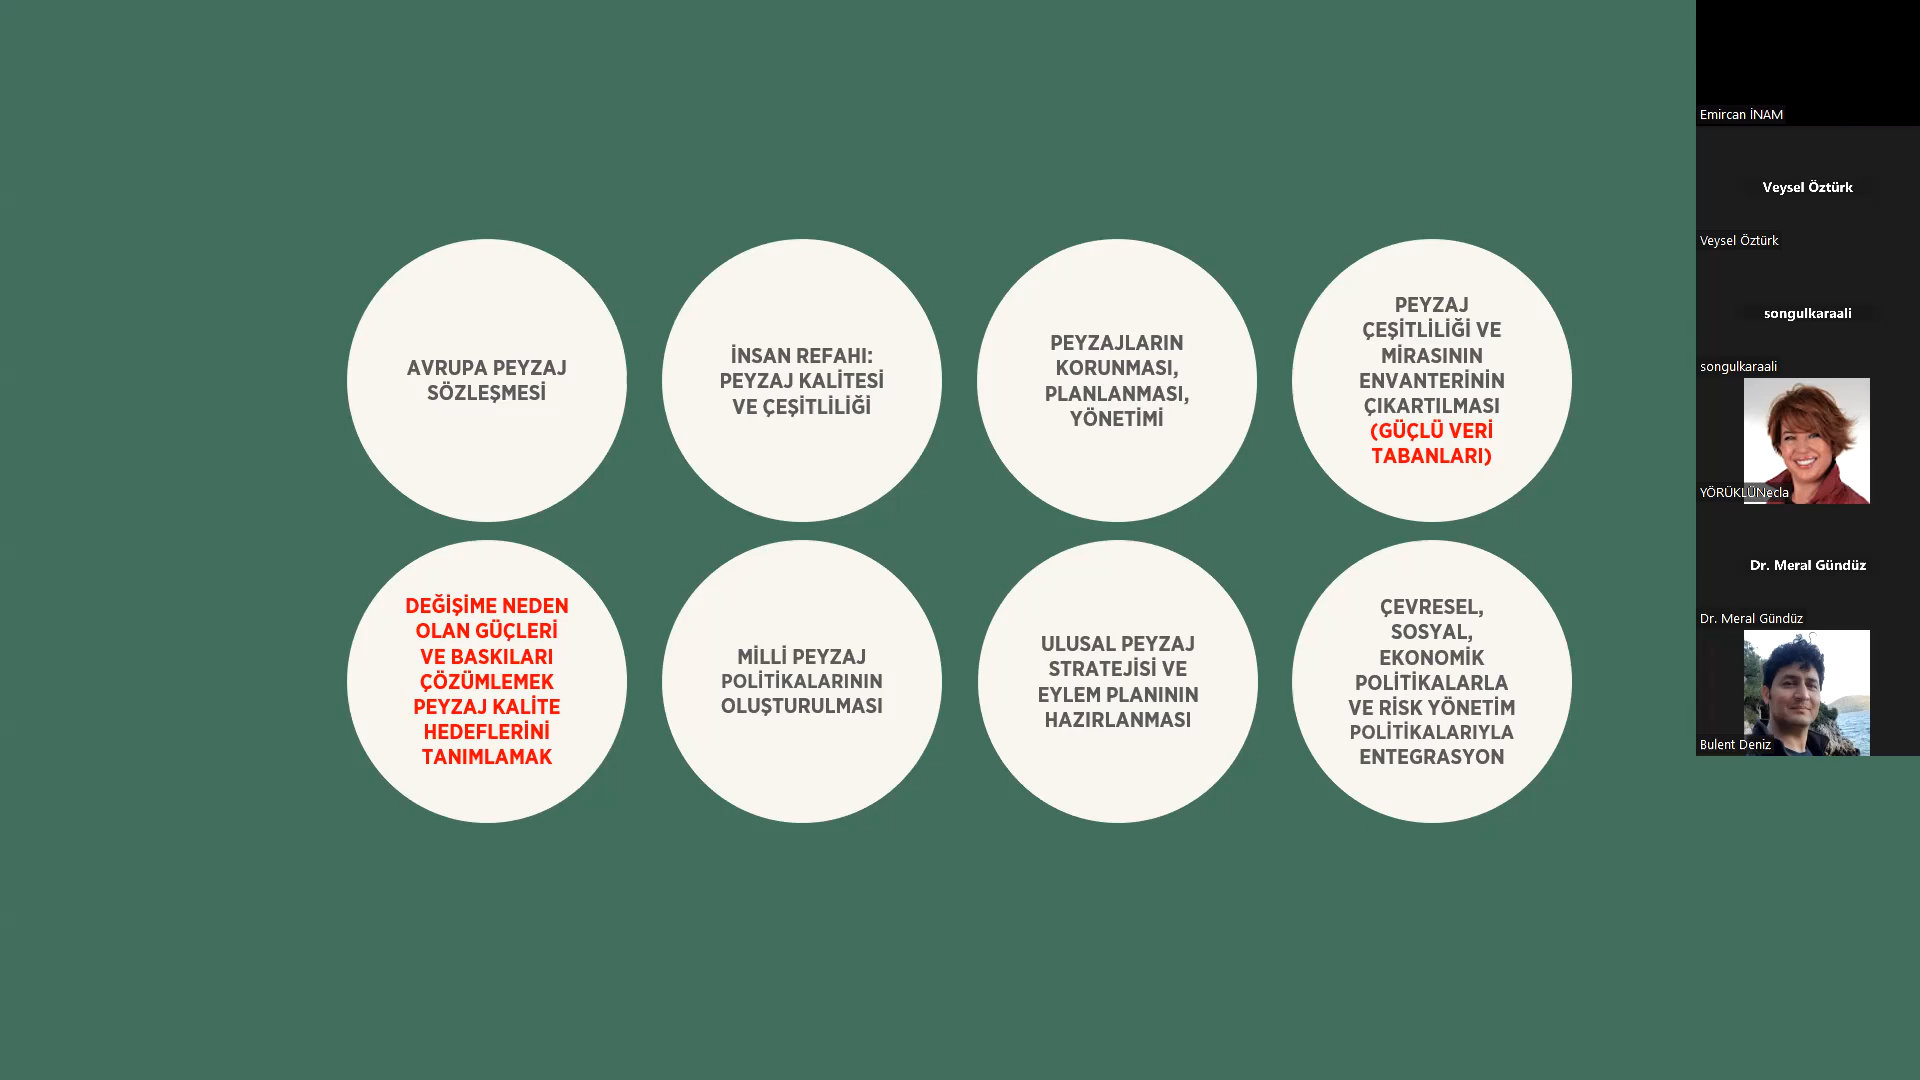 AVRUPA PEYZAJ
SÖZLEŞMESİ
İNSAN REFAHI:
PEYZAJ KALİTESİ
VE ÇEŞİTLİLİĞİ
PEYZAJLARIN
KORUNMASI,
PLANLANMASI,
YÖNETİMİ
PEYZAJ
ÇEŞİTLİLİĞİ VE
MİRASININ
ENVANTERİNİN
ÇIKARTILMASI
(GÜÇLÜ VERİ
TABANLARI)
DEĞİŞİME NEDEN
OLAN GÜÇLERİ
VE BASKILARI
ÇÖZÜMLEMEK
PEYZAJ KALİTE
HEDEFLERİNİ
TANIMLAMAK
MİLLİ PEYZAJ
POLİTİKALARININ
OLUŞTURULMASI
ULUSAL PEYZAJ
STRATEJİSİ VE
EYLEM PLANININ
HAZIRLANMASI
ÇEVRESEL,
SOSYAL,
EKONOMİK
POLİTİKALARLA
VE RİSK YÖNETİM
POLİTİKALARIYLA
ENTEGRASYON
Emircan İNAM
Veysel Öztürk
Veysel Öztürk
songulkaraali
songulkaraali
YÖRÜKLÜNecla
Dr. Meral Gündüz
Dr. Meral Gündüz
Bulent Deniz